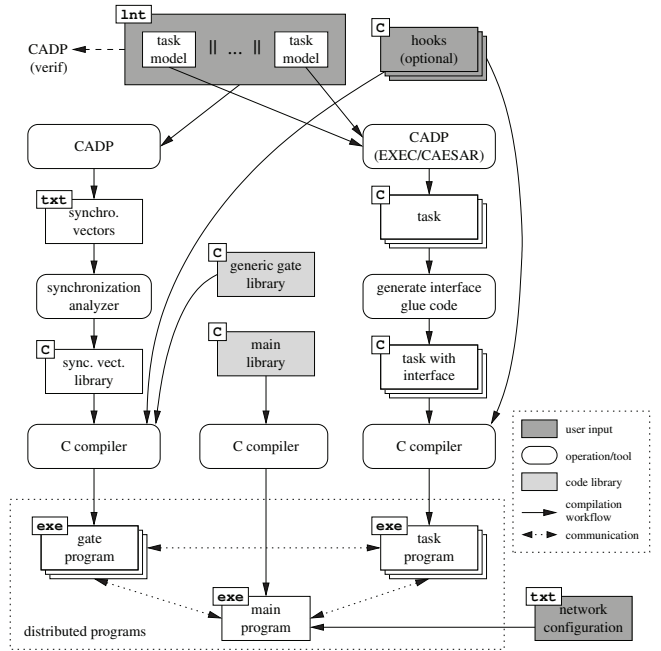 lnt
task
model
|| ... ||
task
model
C
hooks
(optional)
CADP
(verif)
CADP
CADP
(EXEC/CAESAR)
txt
synchro.
vectors
C
task
C
generic gate
library
synchronization
analyzer
generate interface
glue code
C
main
library
C
sync. vect.
library
C
task with
interface
C compiler
C compiler
C compiler
user input
operation/tool
code library
compilation
workflow
communication
exe
gate
program
exe
task
program
exe
main
program
txt
network
configuration
distributed programs